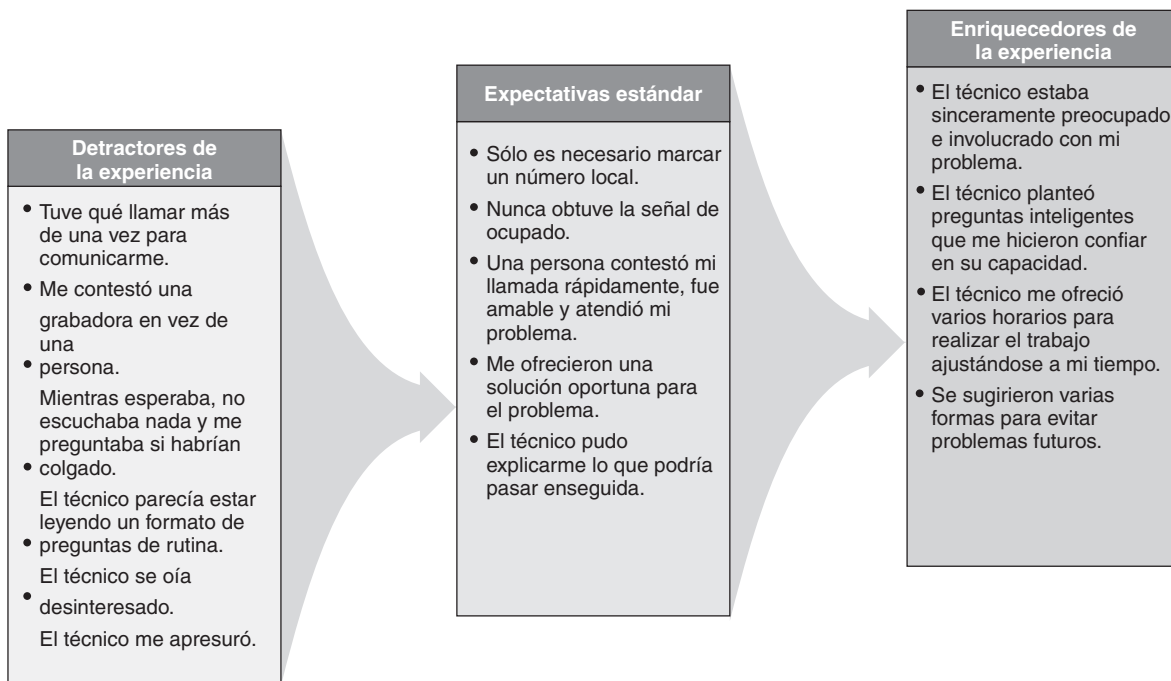 Detractores de
la experiencia
• Tuve qué llamar más
de una vez para
comunicarme.
• Me contestó una
grabadora en vez de
una
• persona.
Mientras esperaba, no
escuchaba nada y me
preguntaba si habrían
• colgado.
El técnico parecía estar
leyendo un formato de
• preguntas de rutina.
El técnico se oía
• desinteresado.
El técnico me apresuró.
Expectativas estándar
• Sólo es necesario marcar
un número local.
• Nunca obtuve la señal de
ocupado.
• Una persona contestó mi
llamada rápidamente, fue
amable y atendió mi
problema.
• Me ofrecieron una
solución oportuna para
el problema.
• El técnico pudo
explicarme lo que podría
pasar enseguida.
Enriquecedores de
la experiencia
• El técnico estaba
sinceramente preocupado
e involucrado con mi
problema.
• El técnico planteó
preguntas inteligentes
que me hicieron confiar
en su capacidad.
• El técnico me ofreció
varios horarios para
realizar el trabajo
ajustándose a mi tiempo.
• Se sugirieron varias
formas para evitar
problemas futuros.